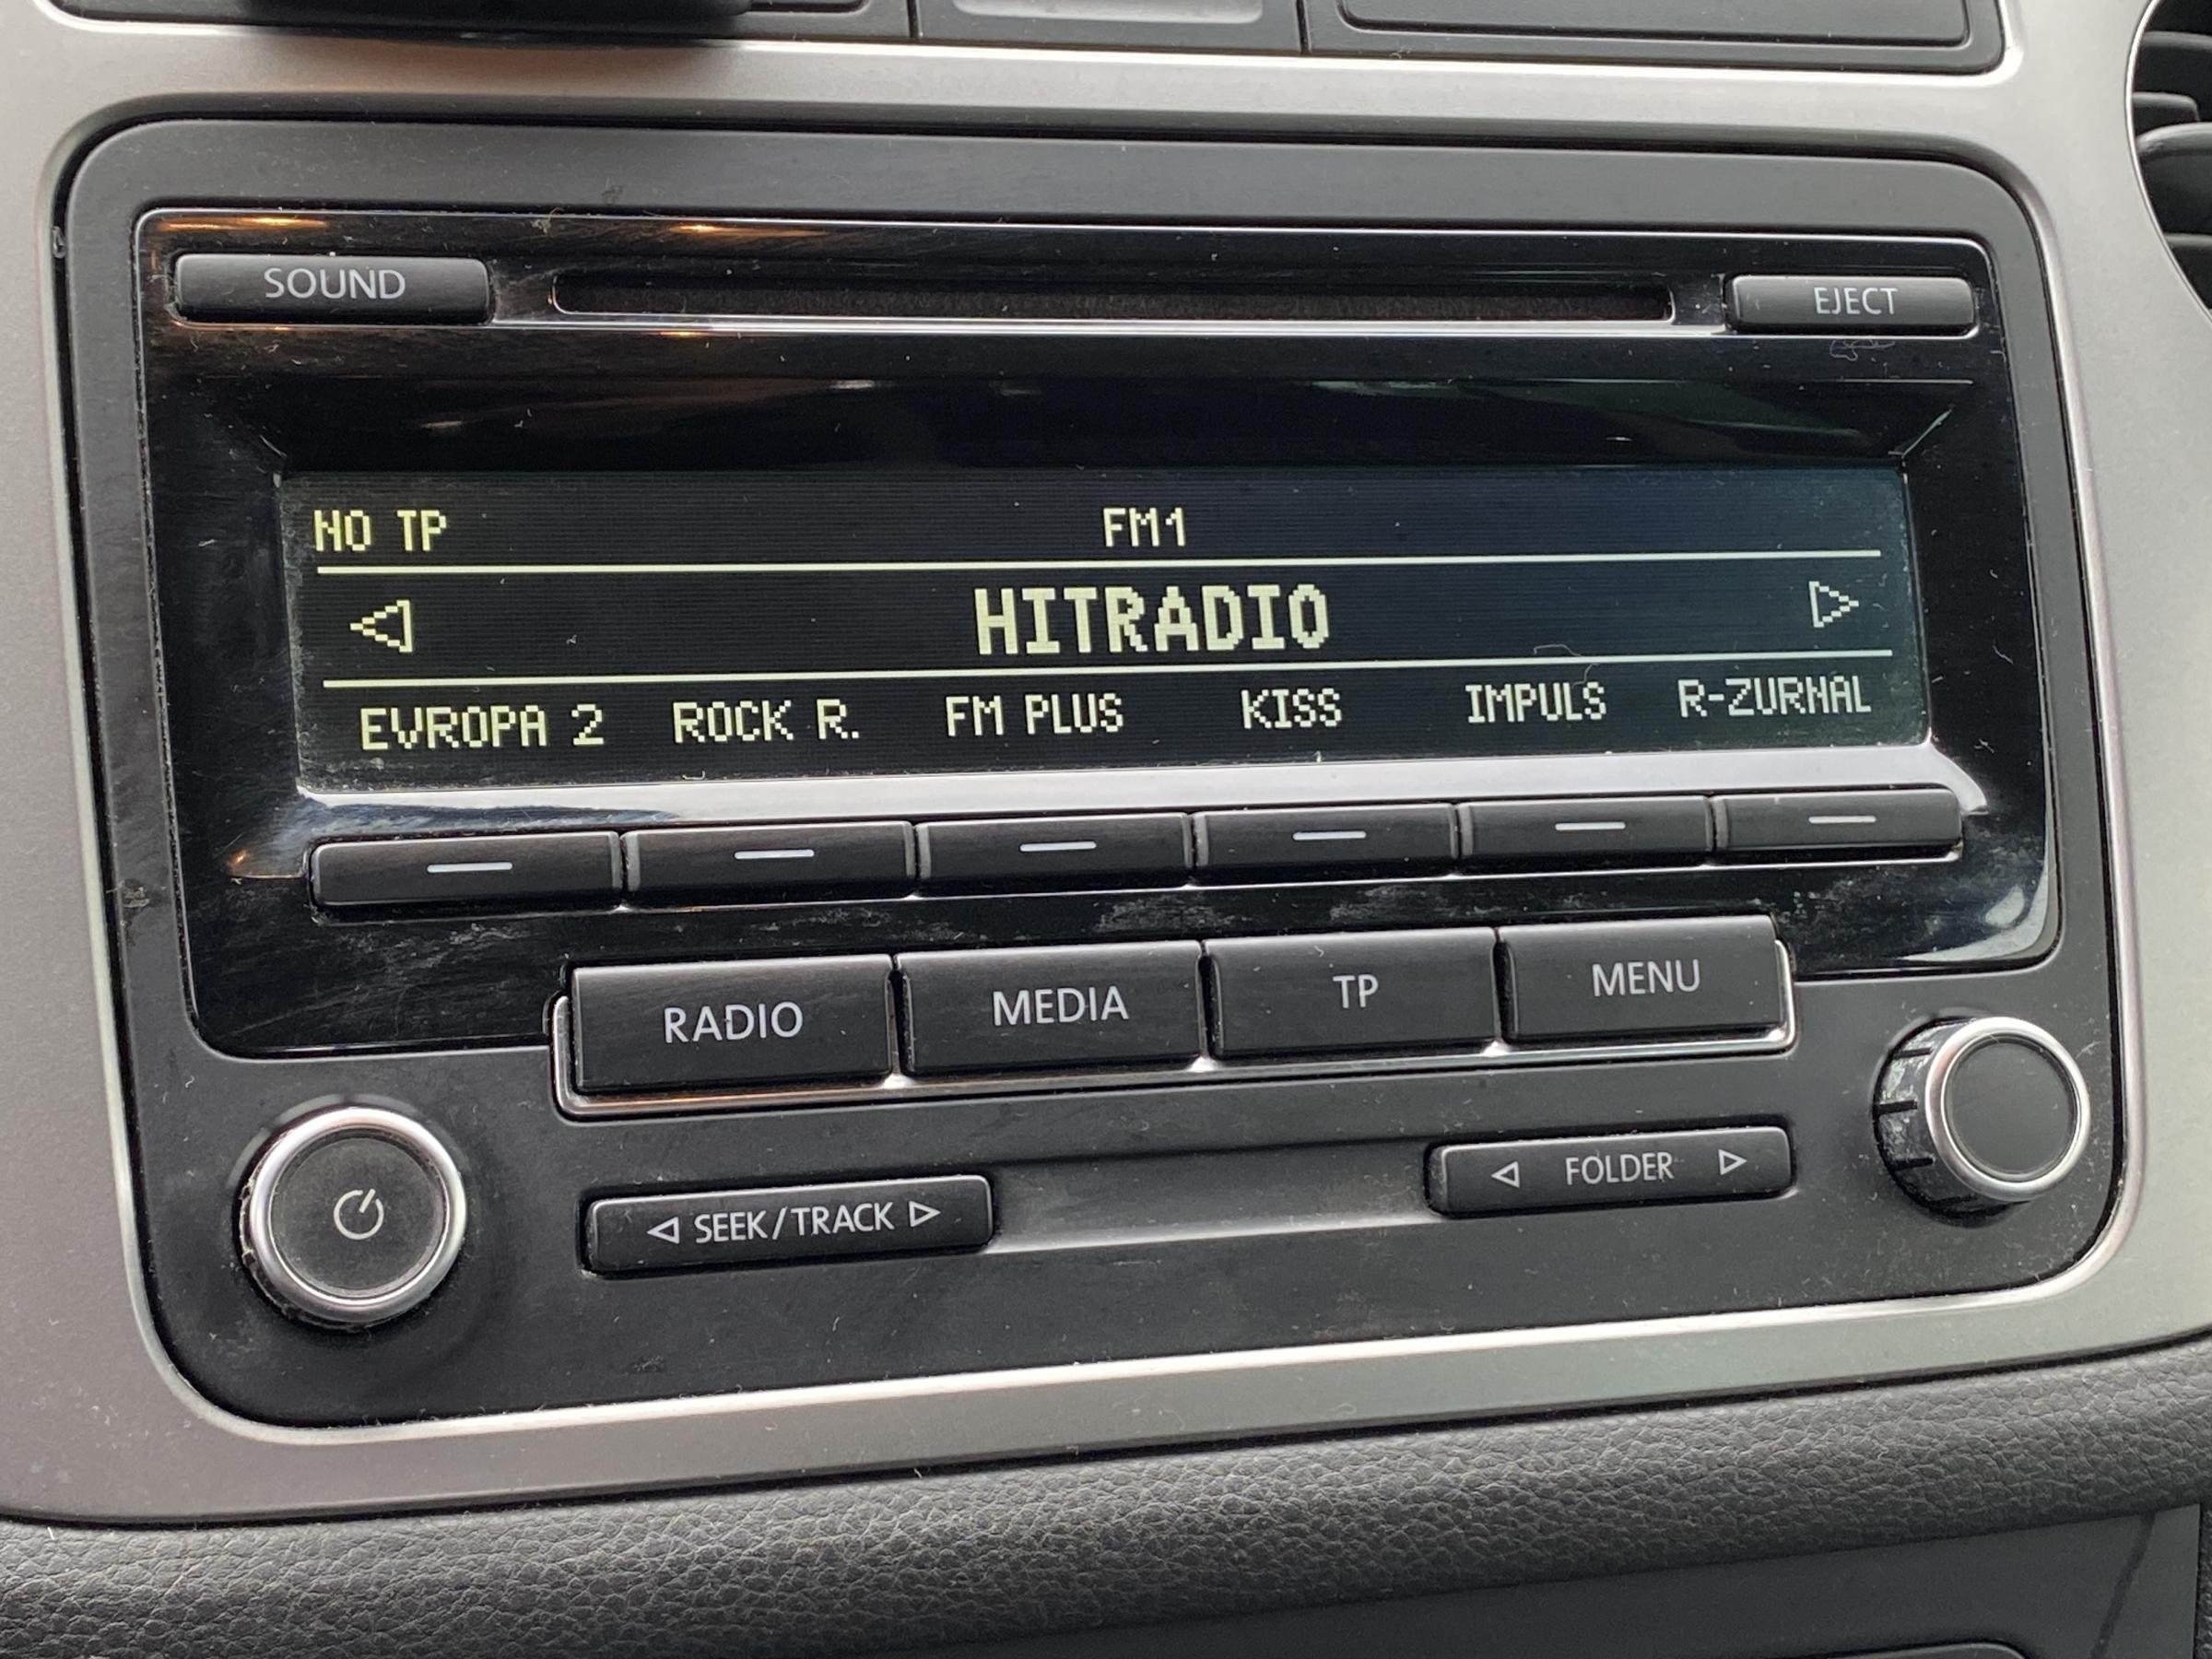 SOUND EJECT
NO TP FM1
HITRADIO
EVROPA 2 ROCK R. FM PLUS KISS IMPULS R-ZURNAL
RADIO MEDIA TP MENU
SEEK/TRACK FOLDER